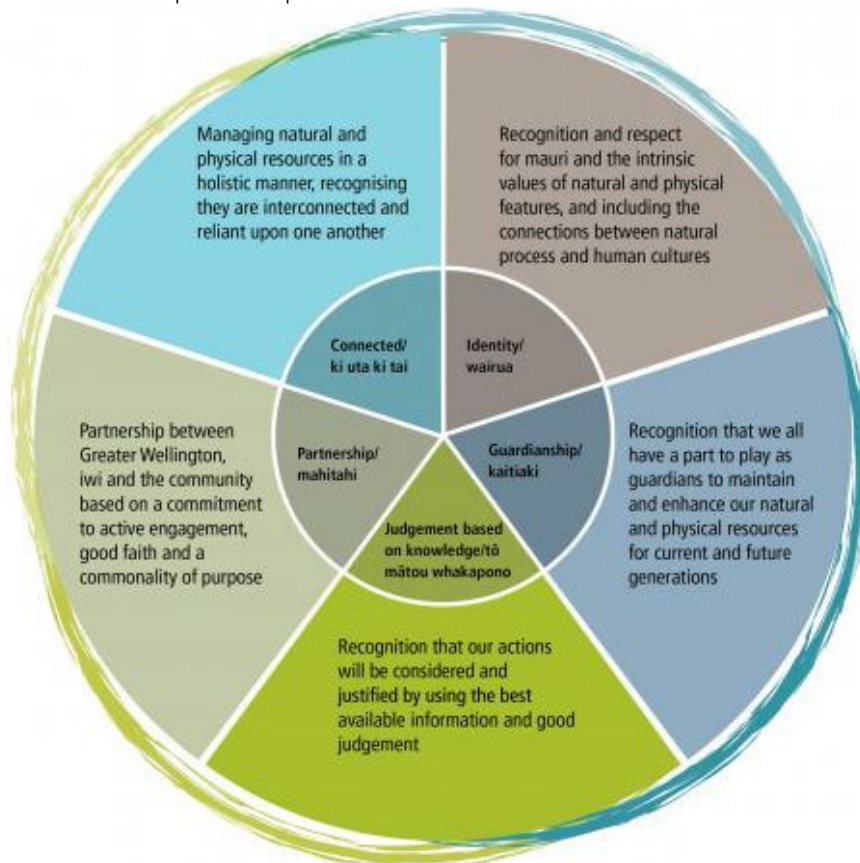 Managing natural and
physical resources in a
holistic manner, recognising
they are interconnected and
reliant upon one another
Recognition and respect
for mauri and the intrinsic
values of natural and physical
features, and including the
connections between natural
process and human cultures
Connected/
ki uta ki tai
Identity/
wairua
Partnership between
Greater Wellington,
iwi and the community
based on a commitment
to active engagement,
good faith and a
commonality of purpose
Partnership/
mahitahi
Guardianship/
kaitiaki
Recognition that we all
have a part to play as
guardians to maintain
and enhance our natural
and physical resources
for current and future
generations
Judgement based
on knowledge/tō
mātou whakapono
Recognition that our actions
will be considered and
justified by using the best
available information and good
judgement